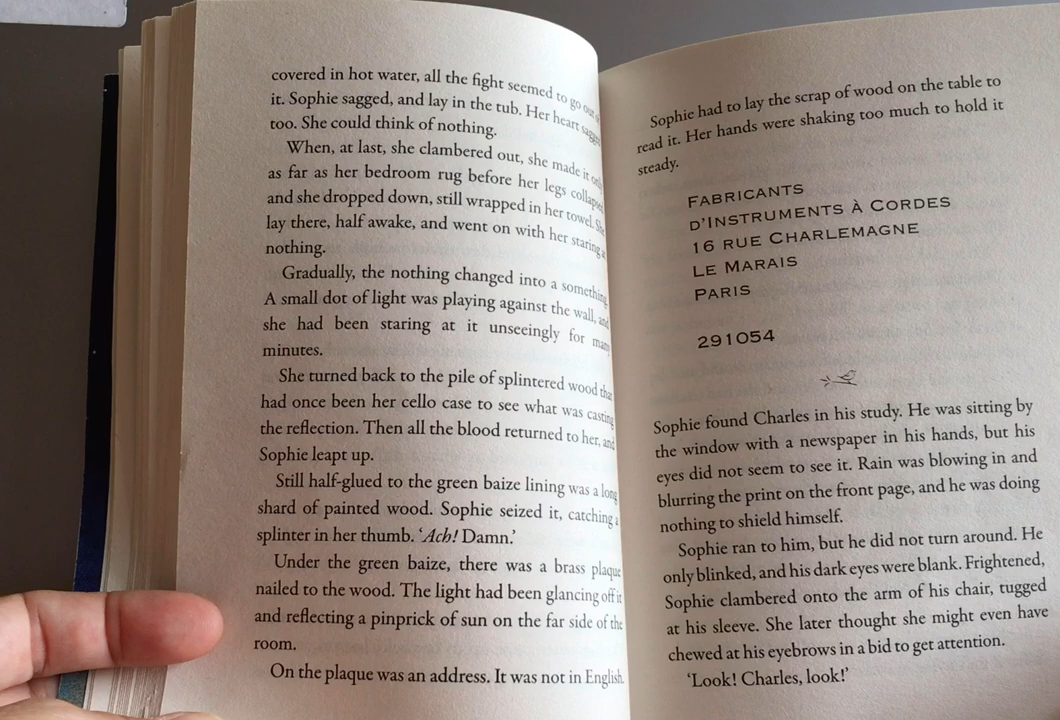 covered in hot water, all the fight seemed to go out of
it. Sophie sagged, and lay in the tub. Her heart sagged
too. She could think of nothing.
When, at last, she clambered out, she made it only
as far as her bedroom rug before her legs collapsed
and she dropped down, still wrapped in her towel. She
lay there, half awake, and went on with her staring at
nothing.
Gradually, the nothing changed into a something.
A small dot of light was playing against the wall, and
she had been staring at it unseeingly for many
minutes.
She turned back to the pile of splintered wood that
had once been her cello case to see what was casting
the reflection. Then all the blood returned to her, and
Sophie leapt up.
Still half-glued to the green baize lining was a long
shard of painted wood. Sophie seized it, catching a
splinter in her thumb. ‘Ach! Damn.’
Under the green baize, there was a brass plaque
nailed to the wood. The light had been glancing off it
and reflecting a pinprick of sun on the far side of the
room.
On the plaque was an address. It was not in English.
Sophie had to lay the scrap of wood on the table to
read it. Her hands were shaking too much to hold it
steady.
FABRICANTS
D’INSTRUMENTS À CORDES
16 RUE CHARLEMAGNE
LE MARAIS
PARIS
291054
Sophie found Charles in his study. He was sitting by
the window with a newspaper in his hands, but his
eyes did not seem to see it. Rain was blowing in and
blurring the print on the front page, and he was doing
nothing to shield himself.
Sophie ran to him, but he did not turn around. He
only blinked, and his dark eyes were blank. Frightened,
Sophie clambered onto the arm of his chair, tugged
at his sleeve. She later thought she might even have
chewed at his eyebrows in a bid to get attention.
‘Look! Charles, look!’